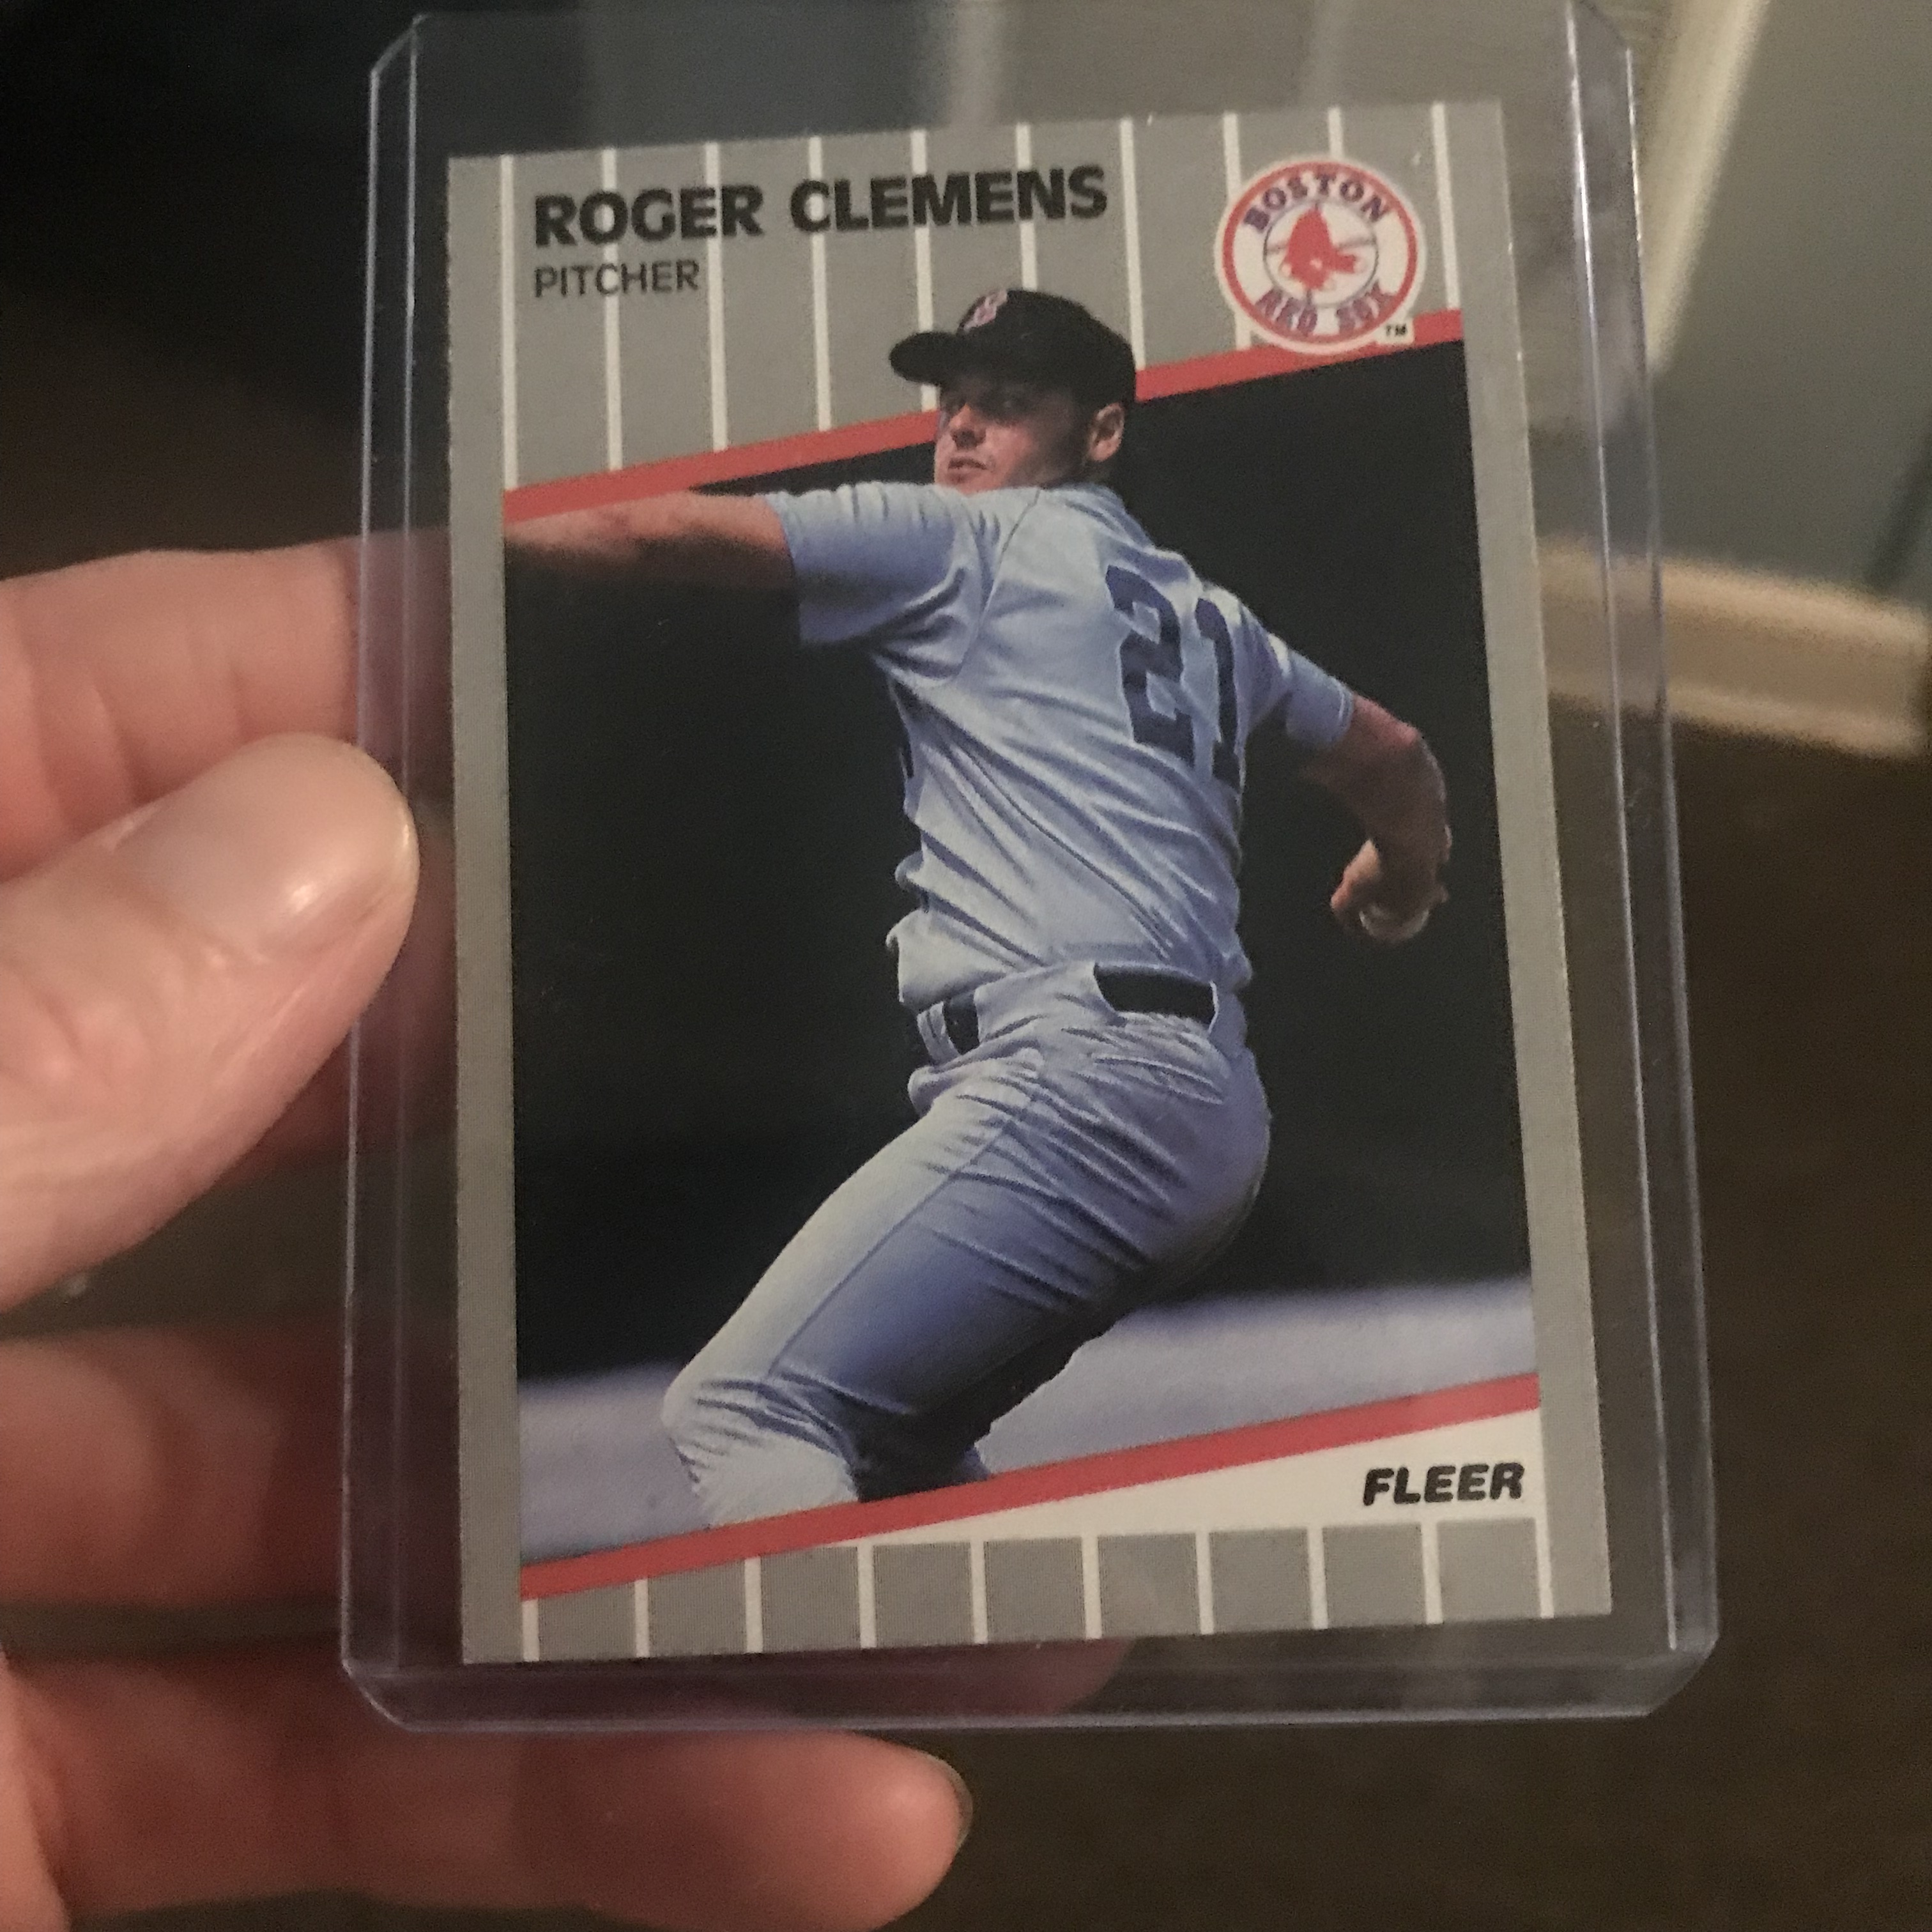 ROGER CLEMENS
PITCHER
BOSTON
RED SOX
TM
B
21
FLEER